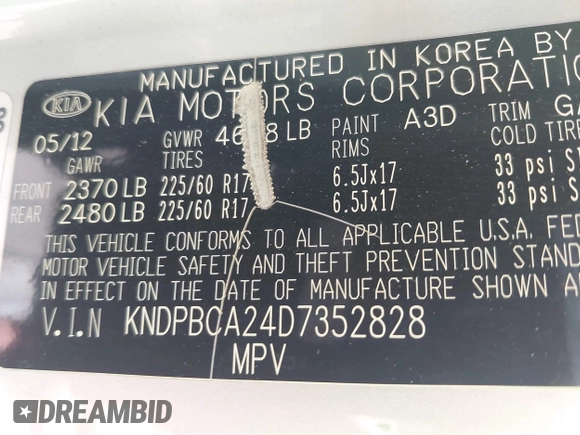 MANUFACTURED IN KOREA BY
KIA KIA MOTORS CORPORATION
05/12 GVWR LB PAINT A3D TRIM
GAWR TIRES RIMS COLD TIRE
FRONT 2370 LB 225/60 R17 6.5Jx17 33 psi
REAR 2480 LB 225/60 R17 6.5Jx17 33 psi
THIS VEHICLE CONFORMS TO ALL APPLICABLE U.S.A. FED
MOTOR VEHICLE SAFETY AND THEFT PREVENTION STAND
IN EFFECT ON THE DATE OF MANUFACTURE SHOWN
V.I.N KNDPBCA24D7352828
MPV
DREAMBID